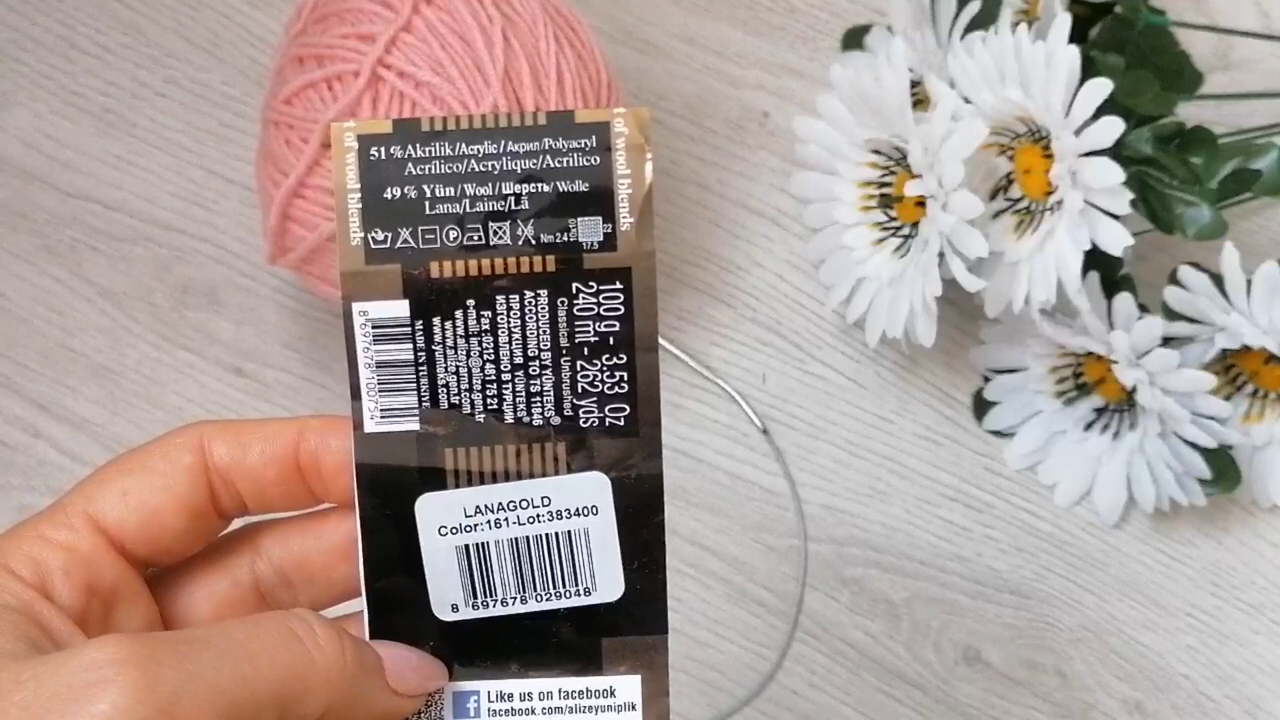 t of wool blends
t of wool blends
51 % Akrilik / Acrylic / Акрил / Polyacryl
Acrílico/Acrylique/Acrilico
49 % Yün / Wool / Шерсть / Wolle
Lana/Laine/Lã
P
Nm 2.4
10x10
22
17.5
100 g - 3.53 Oz
240 mt - 262 yds
Classical - Unbrushed
PRODUCED BY YÜNTEKS®
ACCORDING TO TS 11846
ПРОДУКЦИЯ YÜNTEKS®
ИЗГОТОВЛЕНО В ТУРЦИИ
Fax :0212 481 75 21
e-mail: info@alize.gen.tr
www.alizeyarns.com
www.alize.gen.tr
www.yunteks.com
MADE IN TURKIYE
8 697678 100754
LANAGOLD
Color:161-Lot:383400
8 697678 029048
f
Like us on facebook
facebook.com/alizeyuniplik